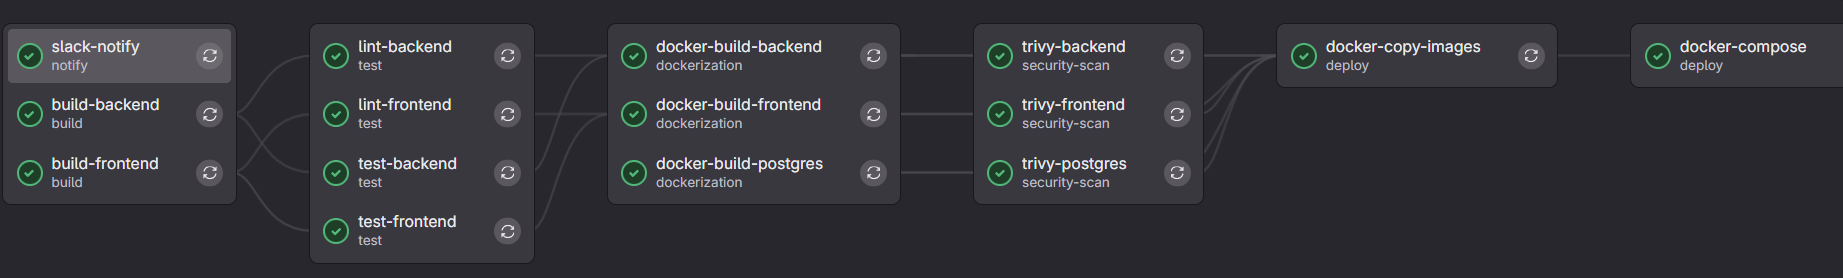 slack-notify
notify
build-backend
build
build-frontend
build
lint-backend
test
lint-frontend
test
test-backend
test
test-frontend
test
docker-build-backend
dockerization
docker-build-frontend
dockerization
docker-build-postgres
dockerization
trivy-backend
security-scan
trivy-frontend
security-scan
trivy-postgres
security-scan
docker-copy-images
deploy
docker-compose
deploy